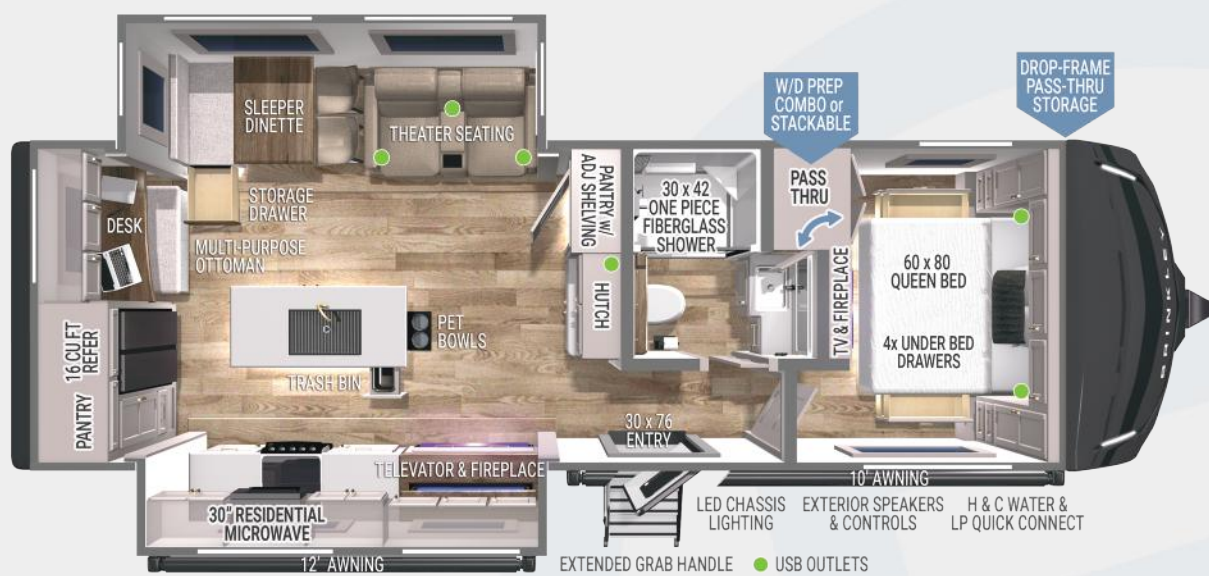 SLEEPER
DINETTE
THEATER SEATING
W/D PREP
COMBO or
STACKABLE
DROP-FRAME
PASS-THRU
STORAGE
DESK
STORAGE
DRAWER
MULTI-PURPOSE
OTTOMAN
PANTRY w/
ADJ SHELVING
30 x 42
ONE PIECE
FIBERGLASS
SHOWER
PASS
THRU
60 x 80
QUEEN BED
4x UNDER BED
DRAWERS
BRINKLEY
TV & FIREPLACE
HUTCH
PET
BOWLS
TRASH BIN
16 CU FT
REFER
PANTRY
30 x 76
ENTRY
TELEVATOR & FIREPLACE
30" RESIDENTIAL
MICROWAVE
12' AWNING
10' AWNING
LED CHASSIS
LIGHTING
EXTERIOR SPEAKERS
& CONTROLS
H & C WATER &
LP QUICK CONNECT
EXTENDED GRAB HANDLE
USB OUTLETS